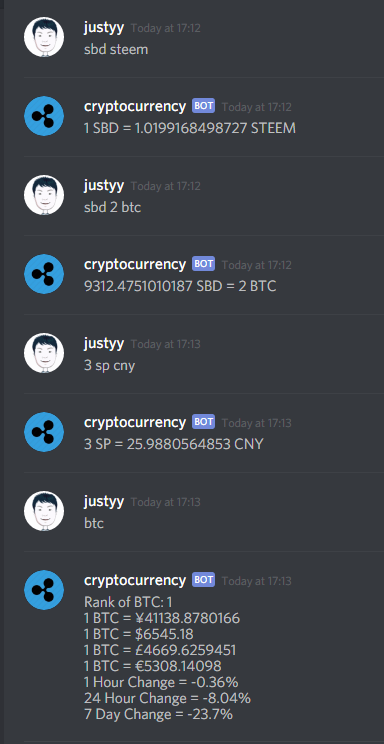 justyy Today at 17:12
sbd steem
cryptocurrency BOT Today at 17:12
1 SBD = 1.0199168498727 STEEM
justyy Today at 17:12
sbd 2 btc
cryptocurrency BOT Today at 17:12
9312.4751010187 SBD = 2 BTC
justyy Today at 17:13
3 sp cny
cryptocurrency BOT Today at 17:13
3 SP = 25.9880564853 CNY
justyy Today at 17:13
btc
cryptocurrency BOT Today at 17:13
Rank of BTC: 1
1 BTC = ¥41138.8780166
1 BTC = $6545.18
1 BTC = £4669.6259451
1 BTC = €5308.14098
1 Hour Change = -0.36%
24 Hour Change = -8.04%
7 Day Change = -23.7%